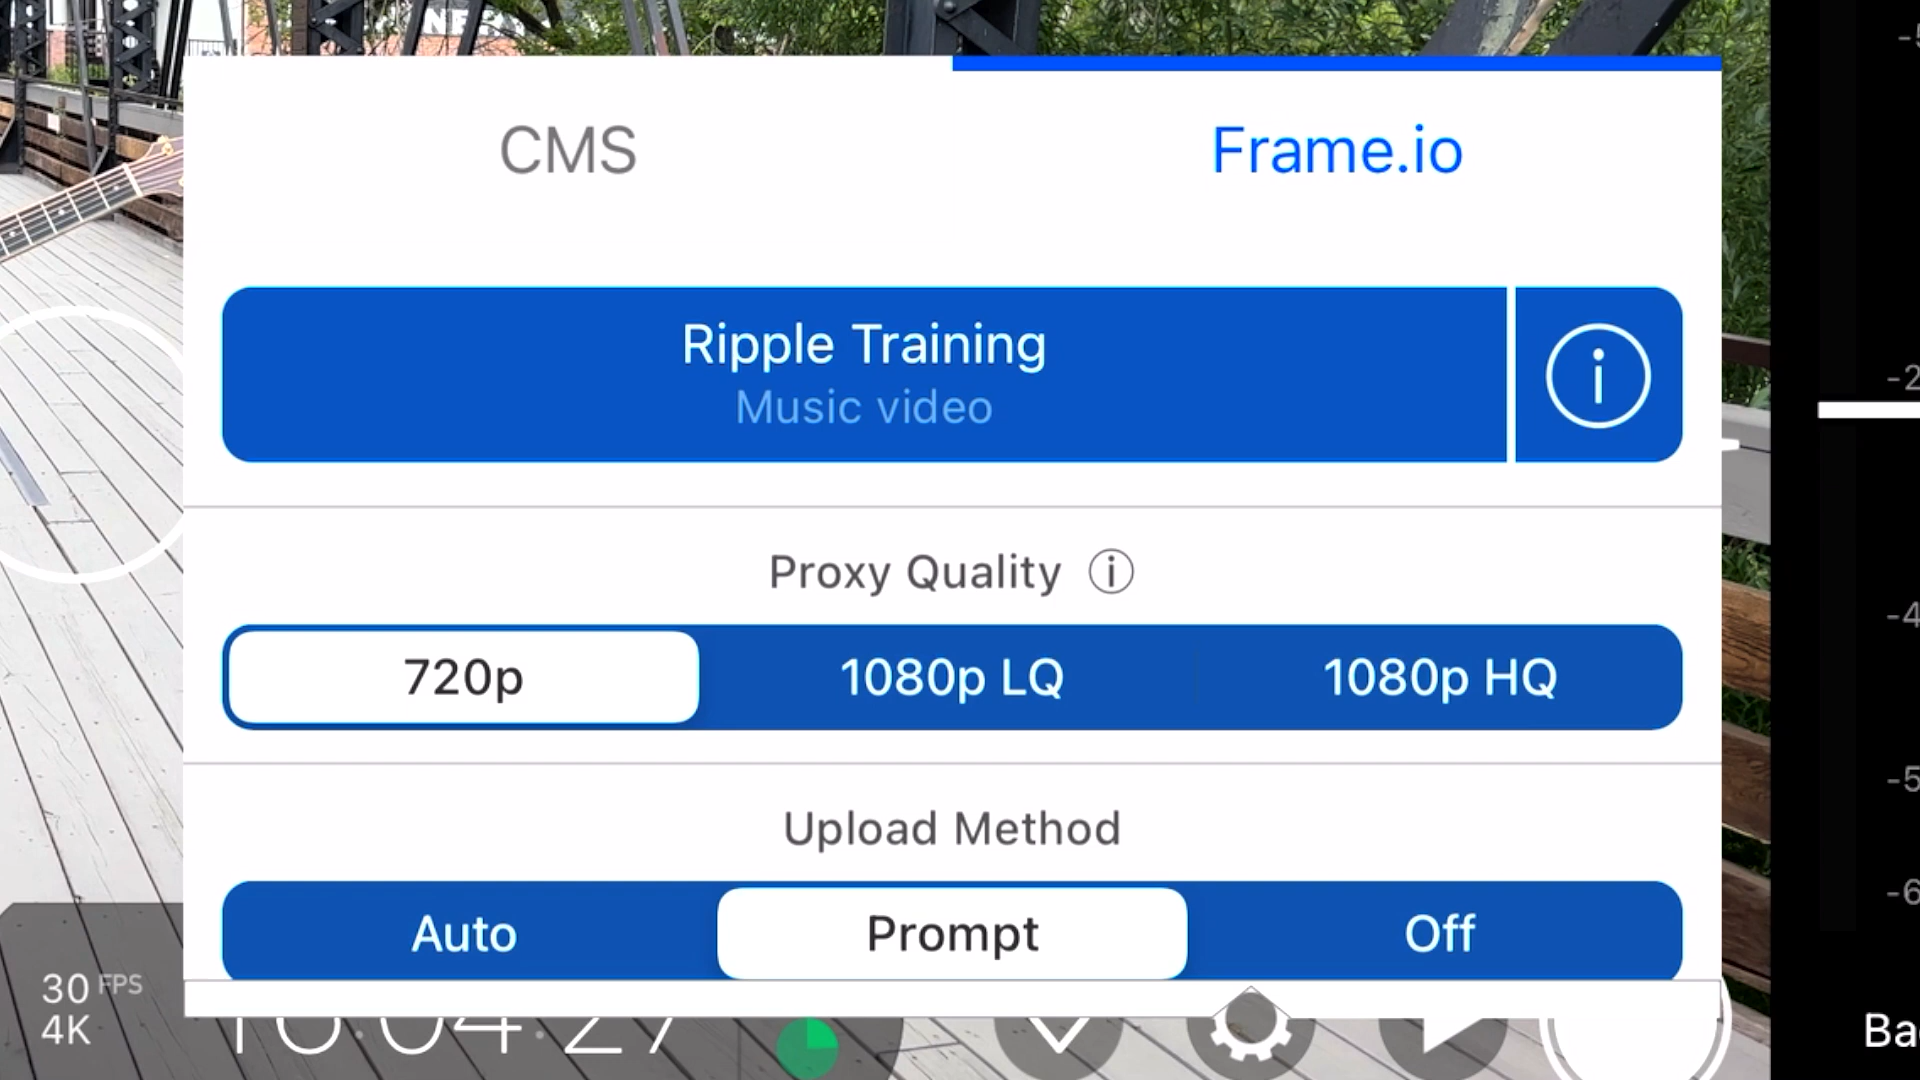 CMS
Frame.io
Ripple Training
Music video
Proxy Quality
720p
1080p LQ
1080p HQ
Upload Method
Auto
Prompt
Off
30 FPS
4K